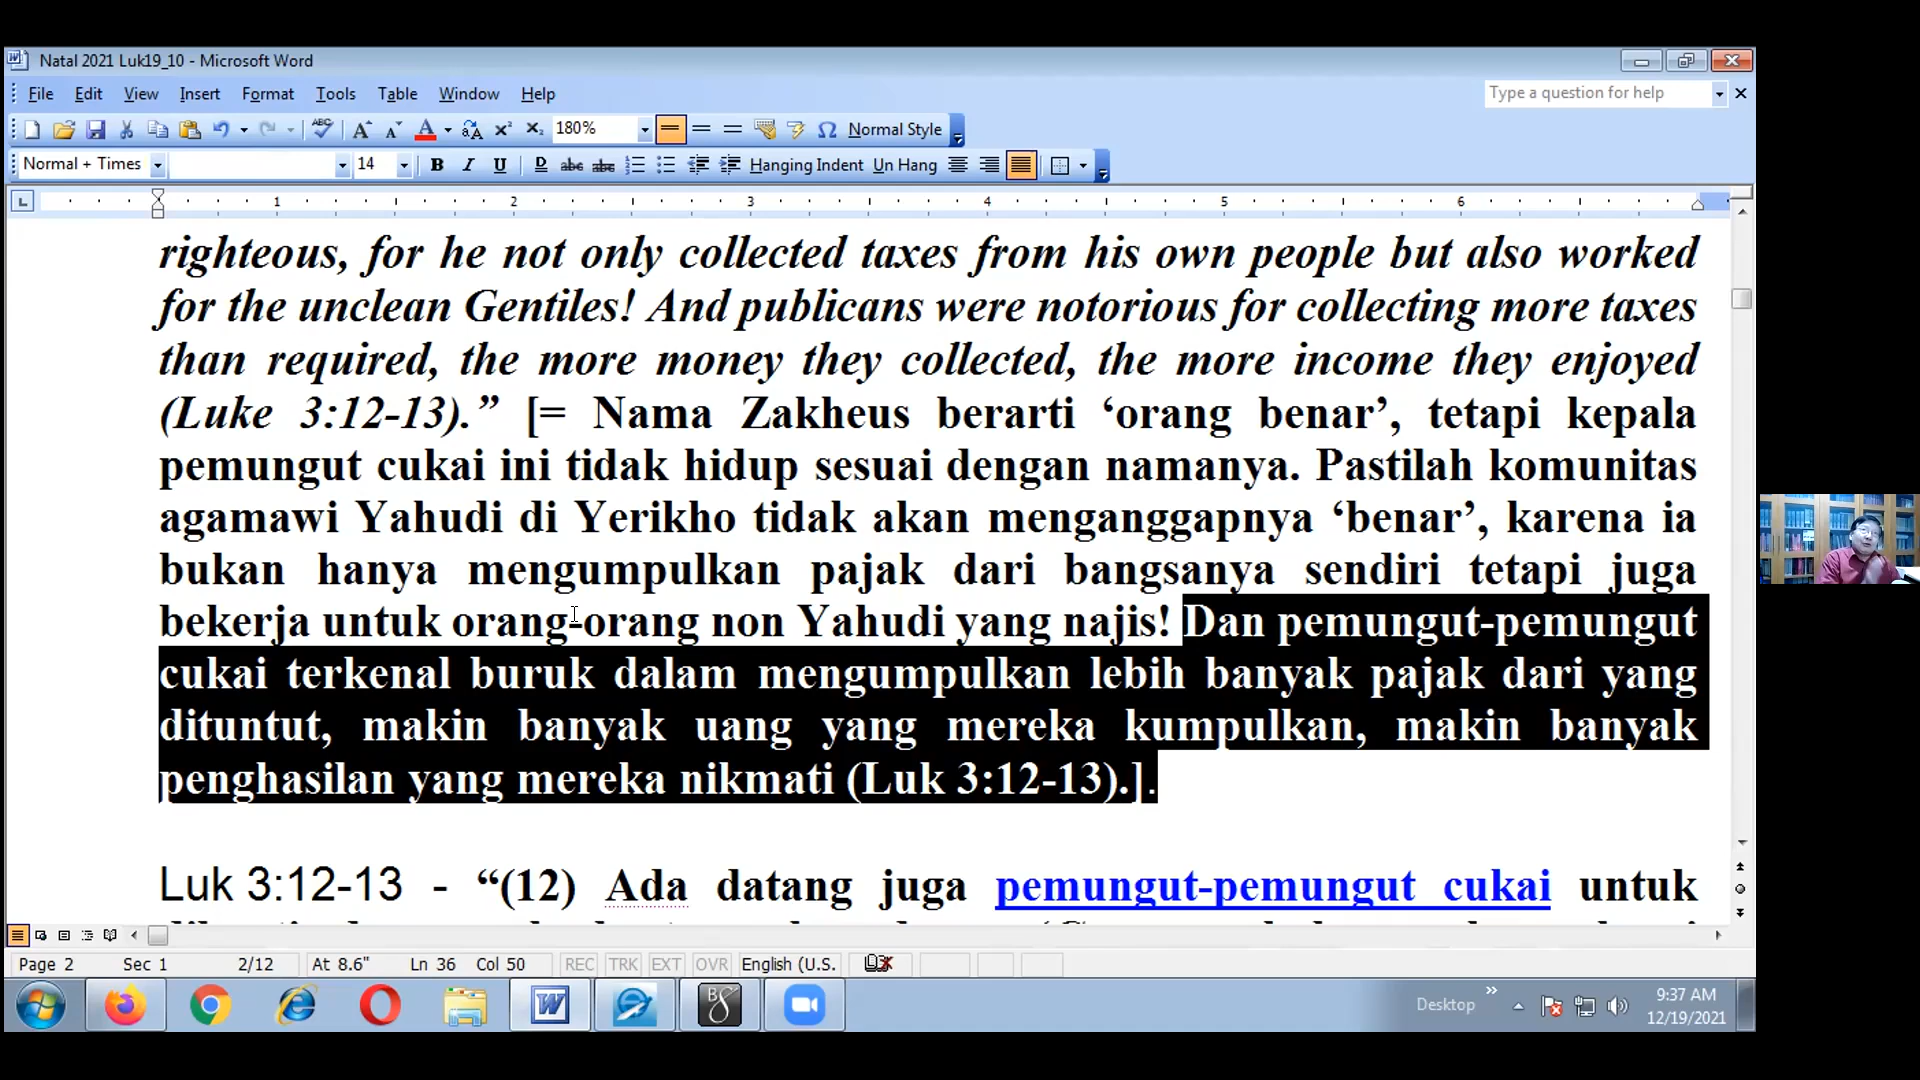 Natal 2021 Luk19_10 - Microsoft Word
File Edit View Insert Format Tools Table Window Help
Type a question for help
180% Normal Style
Normal + Times 14 B I U Hanging Indent Un Hang
1 2 3 4 5 6
righteous, for he not only collected taxes from his own people but also worked
for the unclean Gentiles! And publicans were notorious for collecting more taxes
than required, the more money they collected, the more income they enjoyed
(Luke 3:12-13).” [= Nama Zakheus berarti ‘orang benar’, tetapi kepala
pemungut cukai ini tidak hidup sesuai dengan namanya. Pastilah komunitas
agamawi Yahudi di Yerikho tidak akan menganggapnya ‘benar’, karena ia
bukan hanya mengumpulkan pajak dari bangsanya sendiri tetapi juga
bekerja untuk orang-orang non Yahudi yang najis! Dan pemungut-pemungut
cukai terkenal buruk dalam mengumpulkan lebih banyak pajak dari yang
dituntut, makin banyak uang yang mereka kumpulkan, makin banyak
penghasilan yang mereka nikmati (Luk 3:12-13).].
Luk 3:12-13 - “(12) Ada datang juga pemungut-pemungut cukai untuk
Page 2 Sec 1 2/12 At 8.6" Ln 36 Col 50 REC TRK EXT OVR English (U.S.
Desktop 9:37 AM
12/19/2021